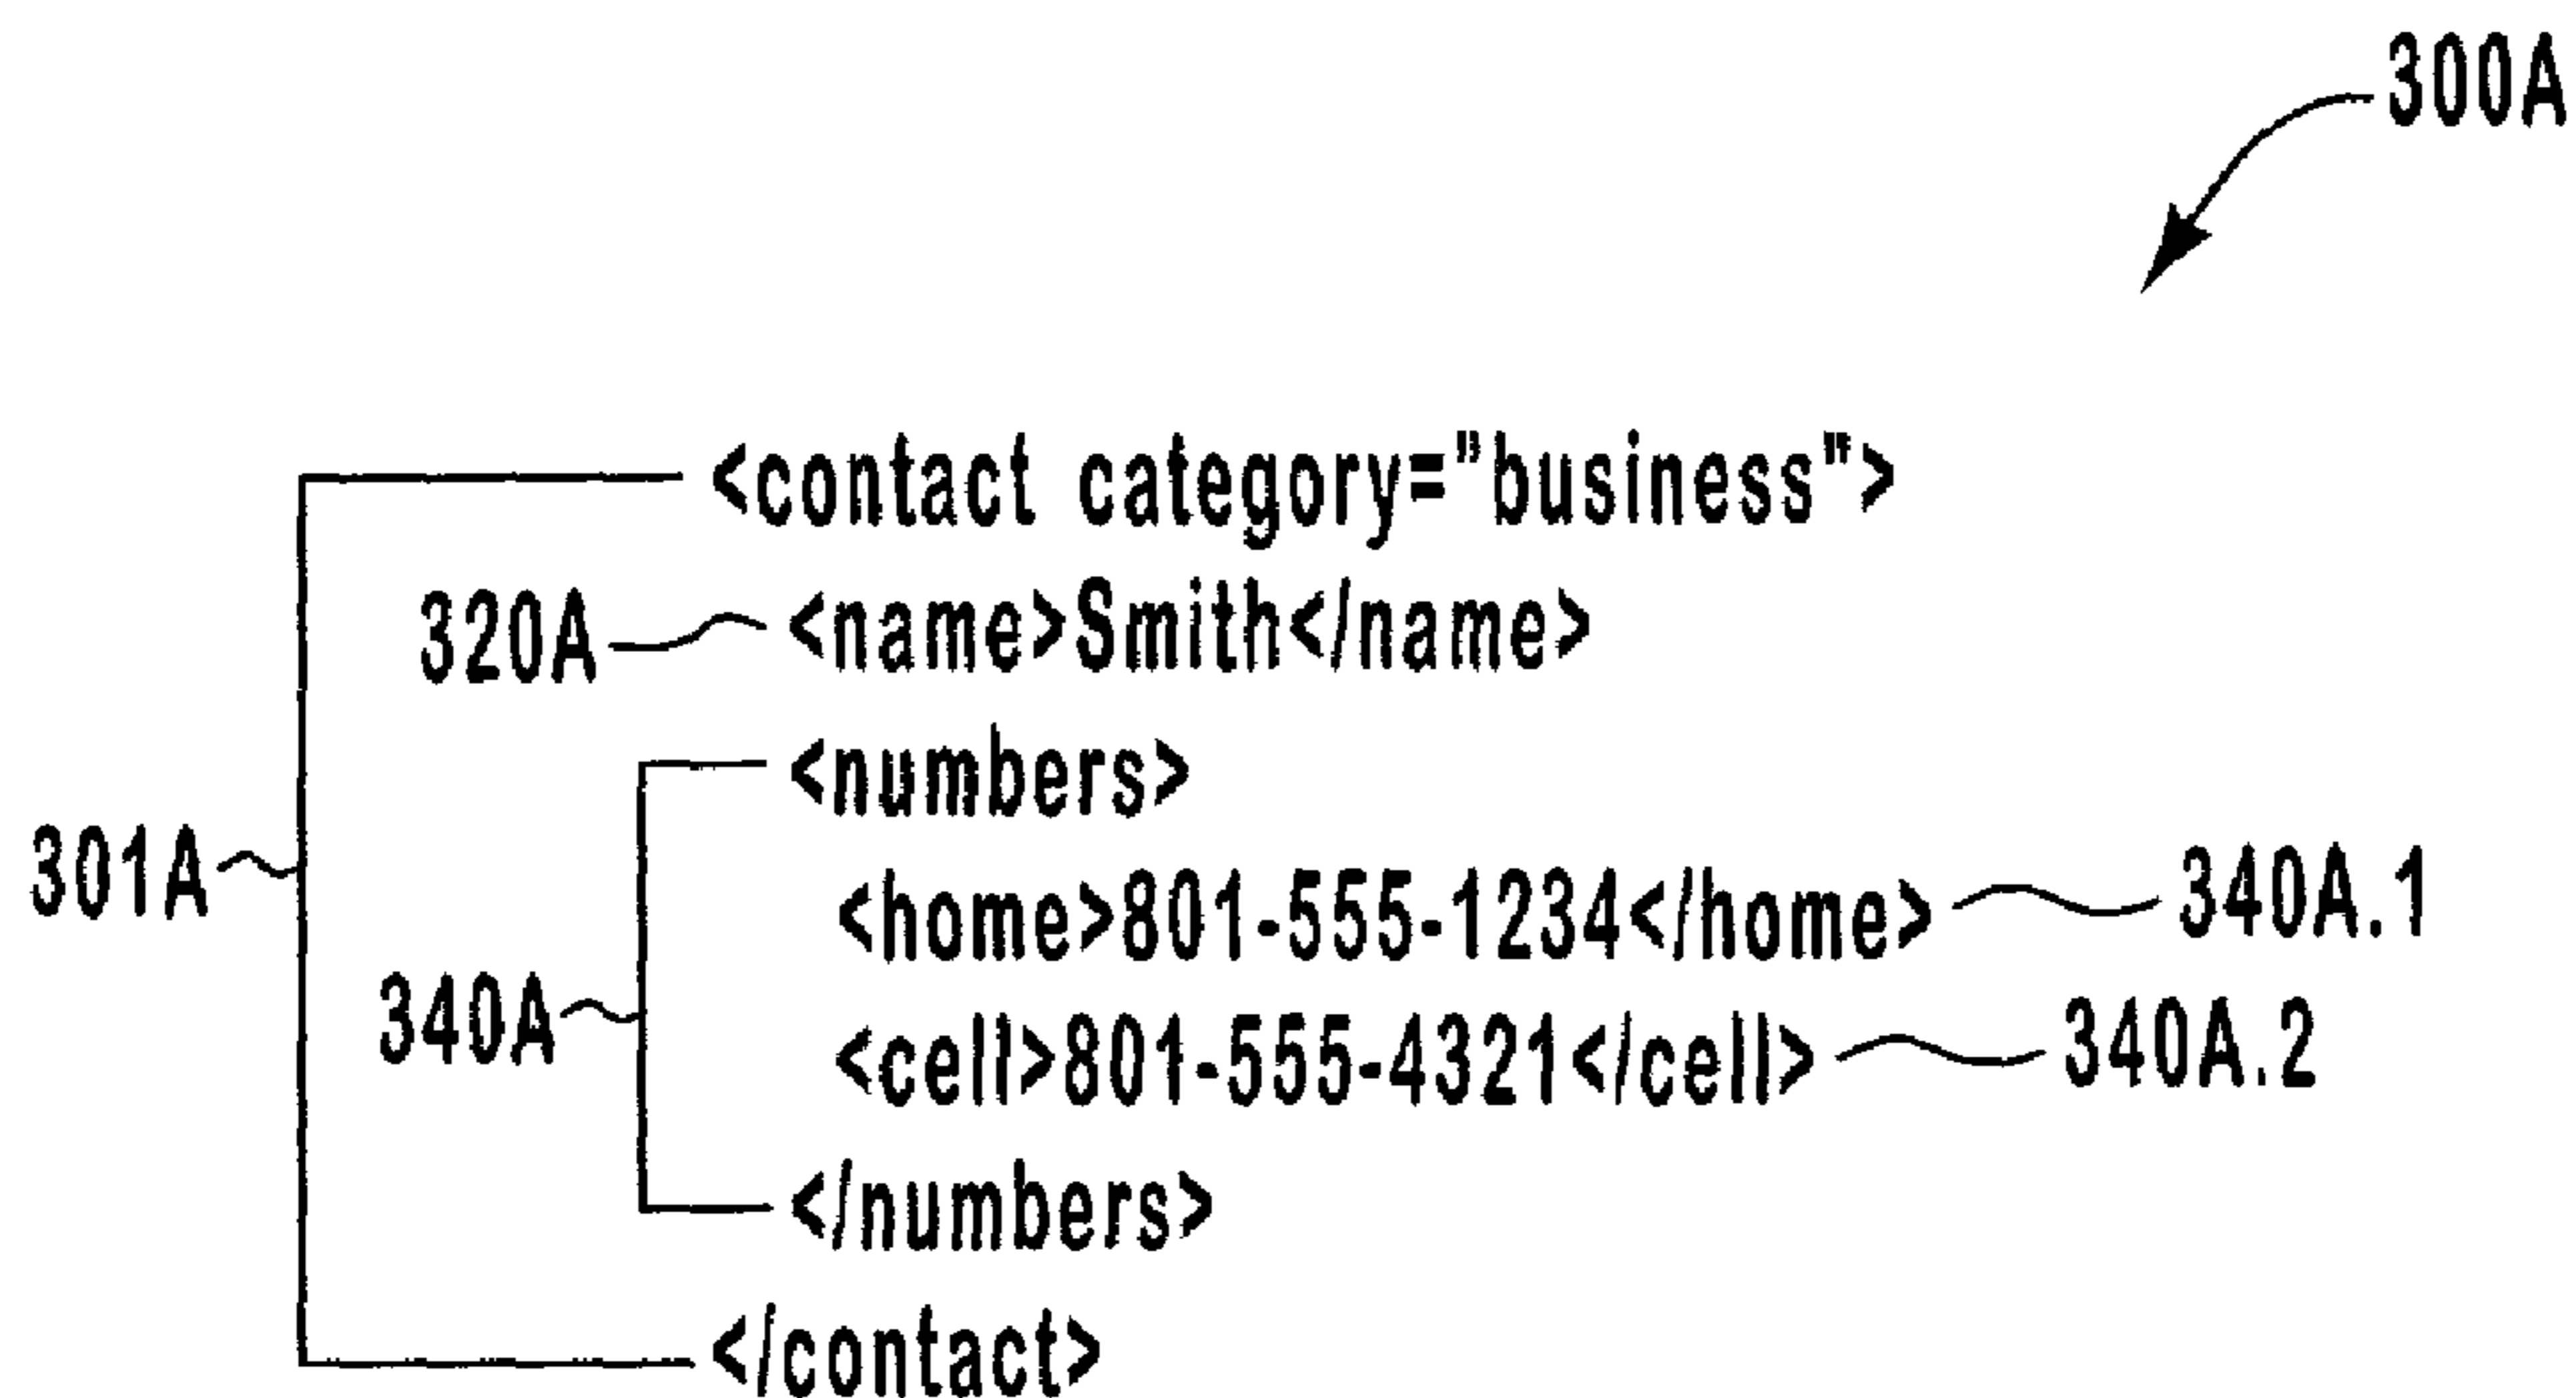 300A
<contact category="business">
320A <name>Smith</name>
<numbers>
301A <home>801-555-1234</home> 340A.1
340A <cell>801-555-4321</cell> 340A.2
</numbers>
</contact>